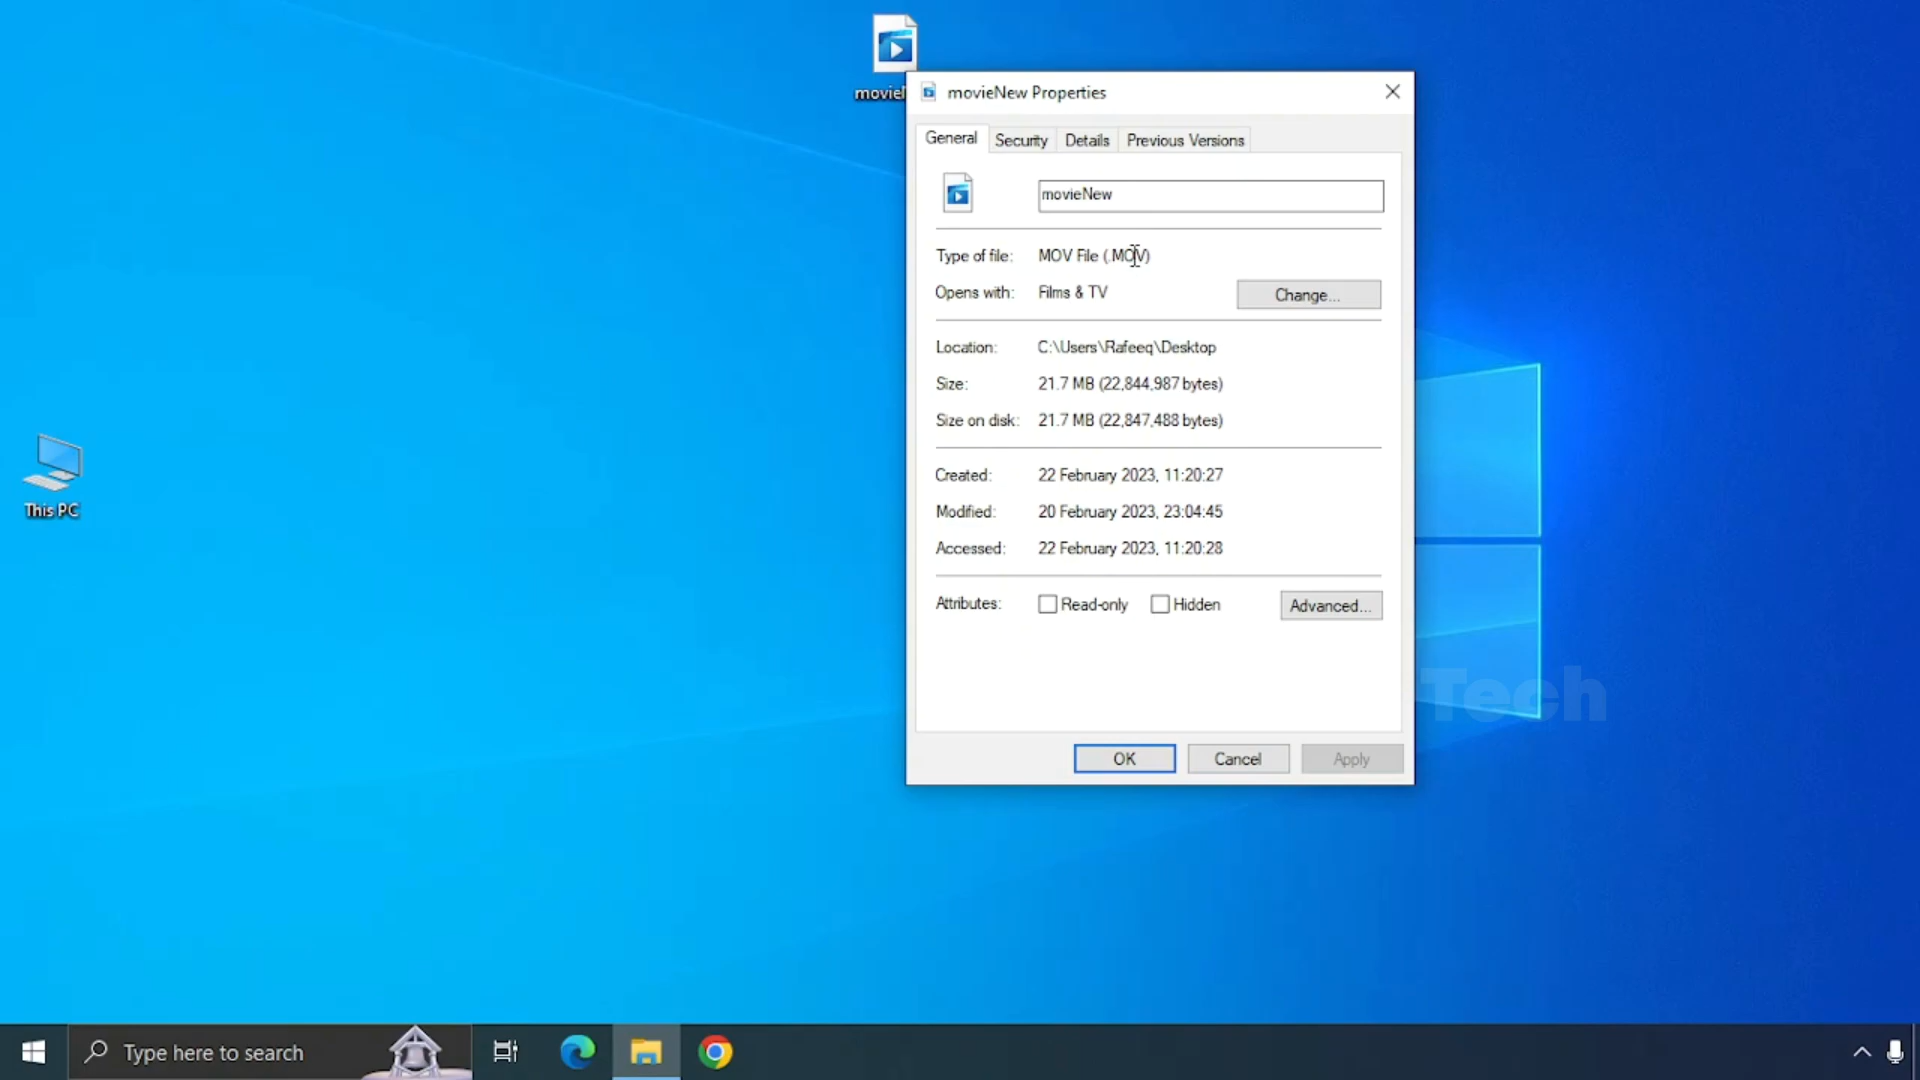 movieN
movieNew Properties
General Security Details Previous Versions
movieNew
Type of file: MOV File (.MOV)
Opens with: Films & TV Change...
Location: C:\Users\Rafeeq\Desktop
Size: 21.7 MB (22,844,987 bytes)
Size on disk: 21.7 MB (22,847,488 bytes)
Created: 22 February 2023, 11:20:27
Modified: 20 February 2023, 23:04:45
Accessed: 22 February 2023, 11:20:28
Attributes: Read-only Hidden Advanced...
OK Cancel Apply
This PC
Tech
Type here to search